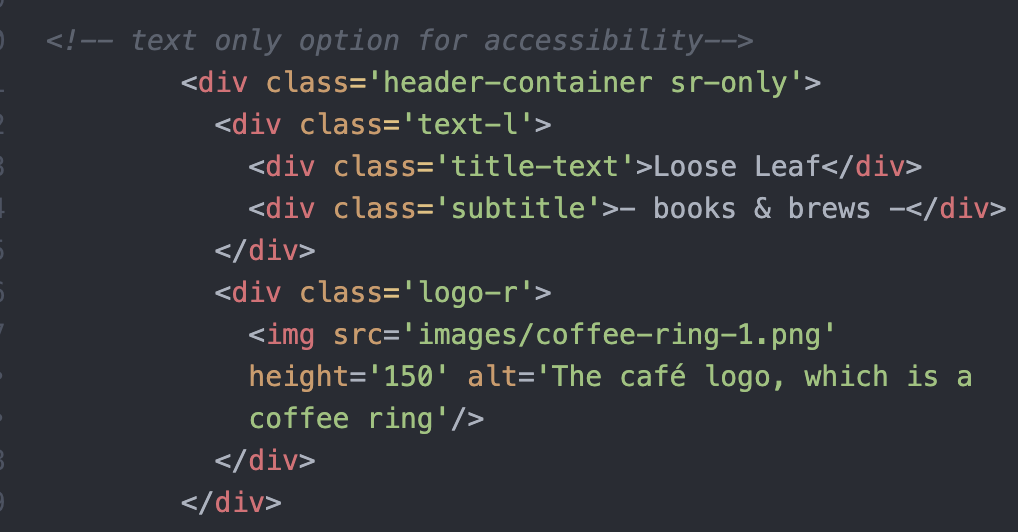 <!-- text only option for accessibility-->
<div class='header-container sr-only'>
<div class='text-l'>
<div class='title-text'>Loose Leaf</div>
<div class='subtitle'>- books & brews -</div>
</div>
<div class='logo-r'>
<img src='images/coffee-ring-1.png'
height='150' alt='The café logo, which is a
coffee ring'/>
</div>
</div>